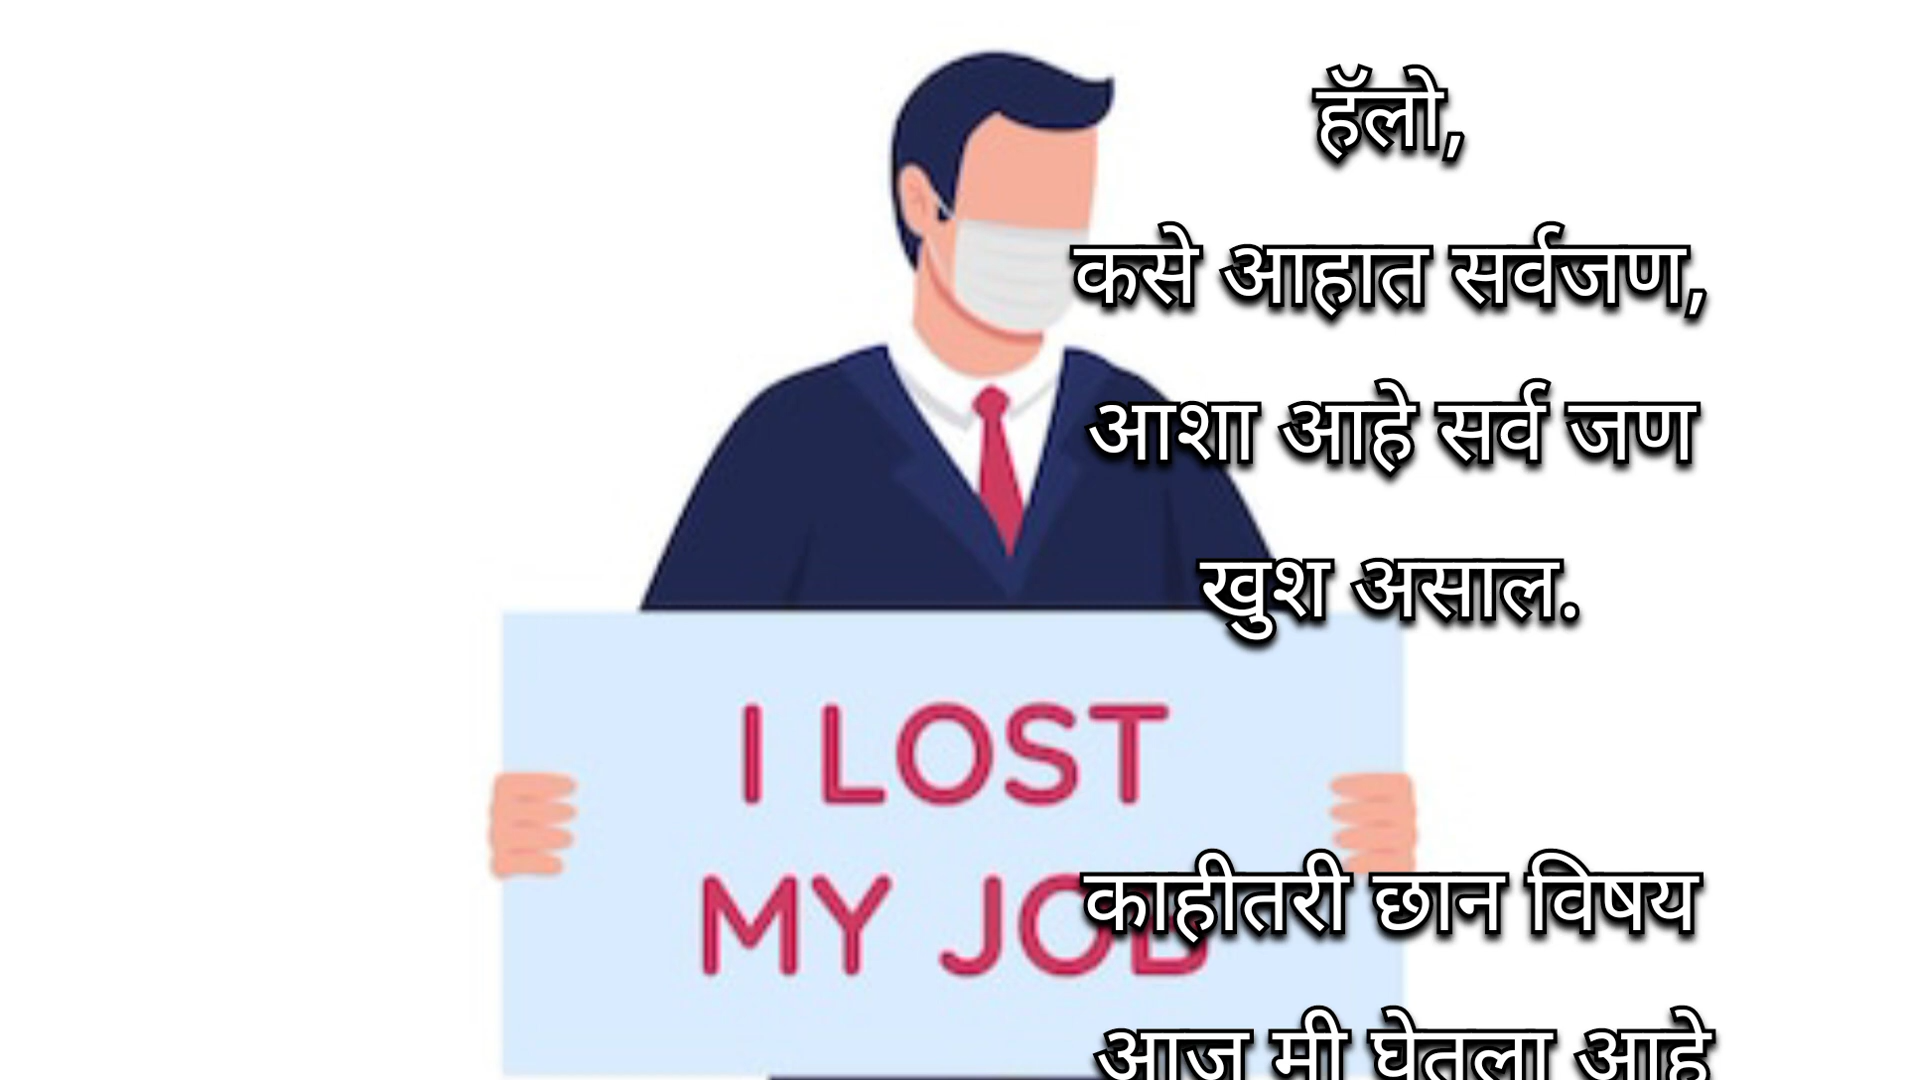 हॅलो,
कसे आहात सर्वजण,
आशा आहे सर्व जण
खुश असाल.
I LOST
MY JOB
काहीतरी छान विषय
आज मी घेतला आहे